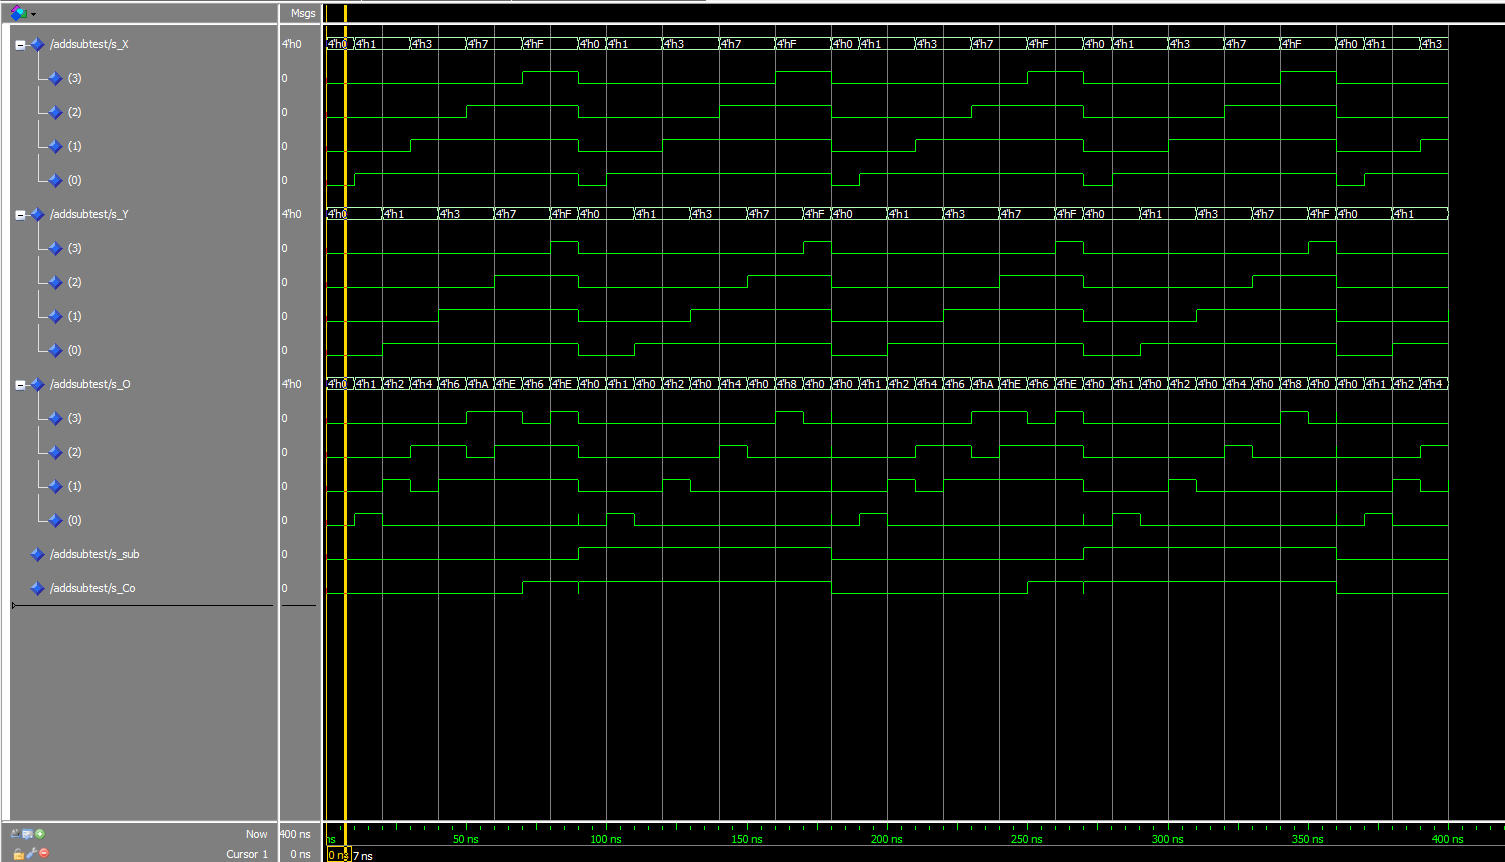 Msgs
/addsubtest/s_X 4'h0 4'h0 4'h1 4'h3 4'h7 4'hF 4'h0 4'h1 4'h3 4'h7 4'hF 4'h0 4'h1 4'h3 4'h7 4'hF 4'h0 4'h1 4'h3 4'h7 4'hF 4'h0 4'h1 4'h3
(3) 0
(2) 0
(1) 0
(0) 0
/addsubtest/s_Y 4'h0 4'h0 4'h1 4'h3 4'h7 4'hF 4'h0 4'h1 4'h3 4'h7 4'hF 4'h0 4'h1 4'h3 4'h7 4'hF 4'h0 4'h1 4'h3 4'h7 4'hF 4'h0 4'h1
(3) 0
(2) 0
(1) 0
(0) 0
/addsubtest/s_O 4'h0 4'h0 4'h1 4'h2 4'h4 4'h6 4'hA 4'hE 4'h6 4'hE 4'h0 4'h1 4'h0 4'h2 4'h0 4'h4 4'h0 4'h8 4'h0 4'h0 4'h1 4'h2 4'h4 4'h6 4'hA 4'hE 4'h6 4'hE 4'h0 4'h1 4'h0 4'h2 4'h0 4'h4 4'h0 4'h8 4'h0 4'h0 4'h1 4'h2 4'h4
(3) 0
(2) 0
(1) 0
(0) 0
/addsubtest/s_sub 0
/addsubtest/s_Co 0
Now 400 ns ns 50 ns 100 ns 150 ns 200 ns 250 ns 300 ns 350 ns 400 ns
Cursor 1 0 ns 0 ns 7 ns